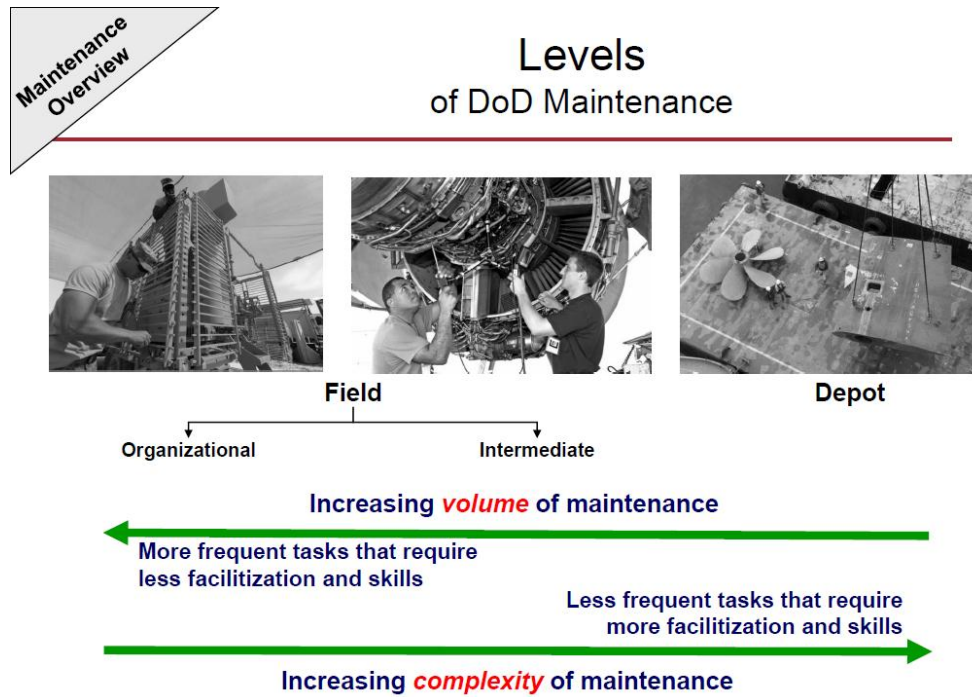 Maintenance
Overview
Levels
of DoD Maintenance
Field
Depot
Organizational
Intermediate
Increasing volume of maintenance
More frequent tasks that require
less facilitization and skills
Less frequent tasks that require
more facilitization and skills
Increasing complexity of maintenance